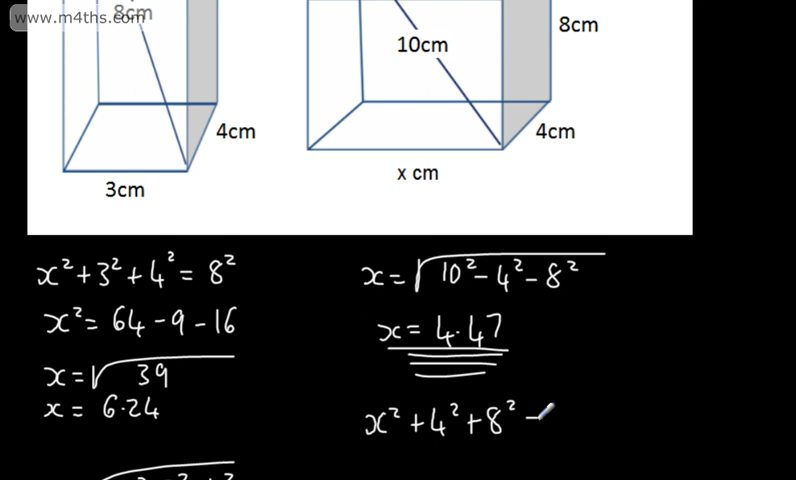 www.m4ths.com
8cm
10cm
8cm
4cm
4cm
3cm
x cm
x² + 3² + 4² = 8²
x² = 64 - 9 - 16
x = √39
x = 6.24
x = √10² - 4² - 8²
x = 4.47
x² + 4² + 8² -